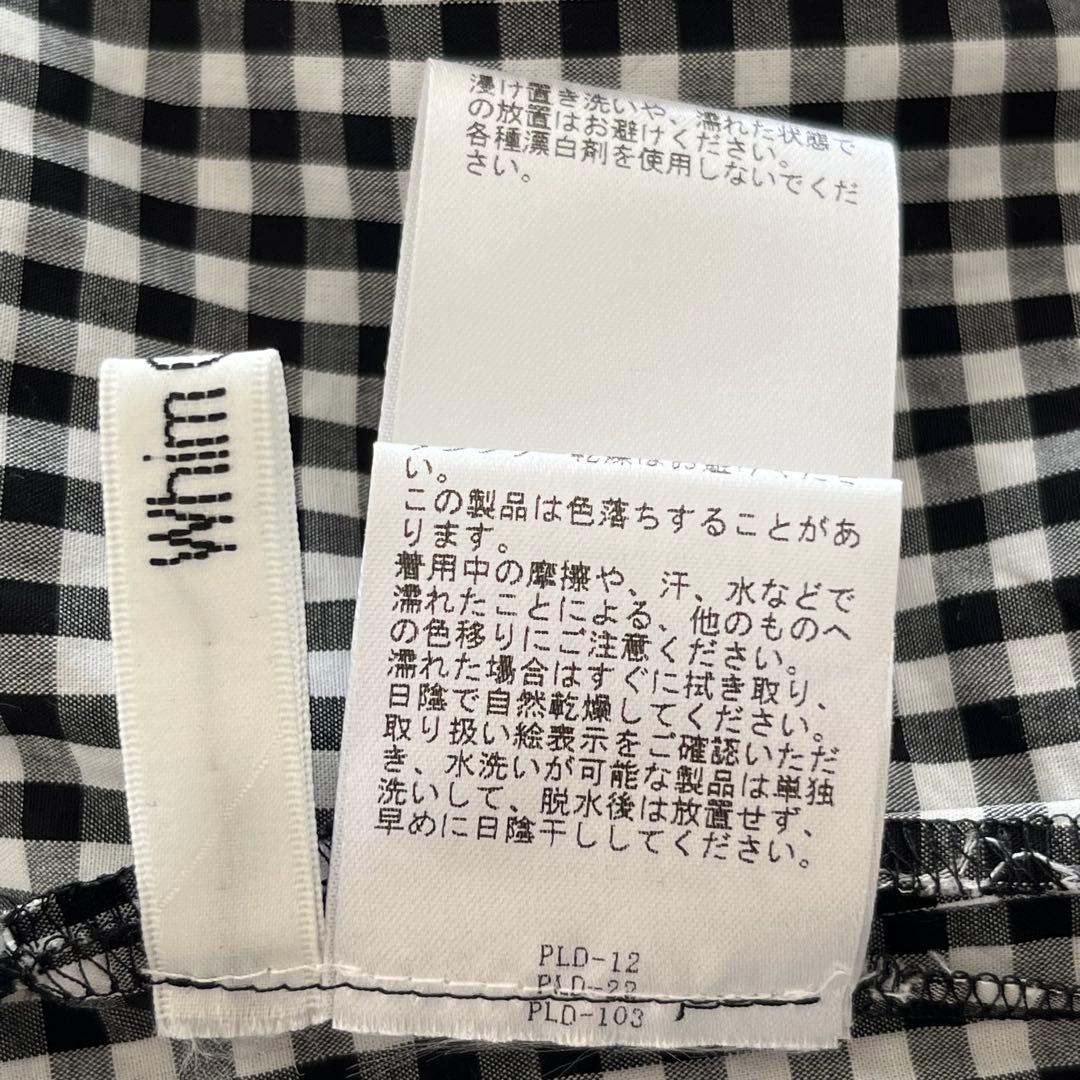 浸け置き洗いや、濡れた状態で
の放置はお避けください。
各種漂白剤を使用しないでくだ
さい。
Whim
い。
この製品は色落ちすることがあ
ります。
着用中の摩擦や、汗、水などで
濡れたことによる、他のものへ
の色移りにご注意ください。
濡れた場合はすぐに拭き取り、
日陰で自然乾燥してください。
取り扱い絵表示をご確認いただ
き、水洗いが可能な製品は単独
洗いして、脱水後は放置せず、
早めに日陰干ししてください。
PLD-12
PLD-22
PLD-103